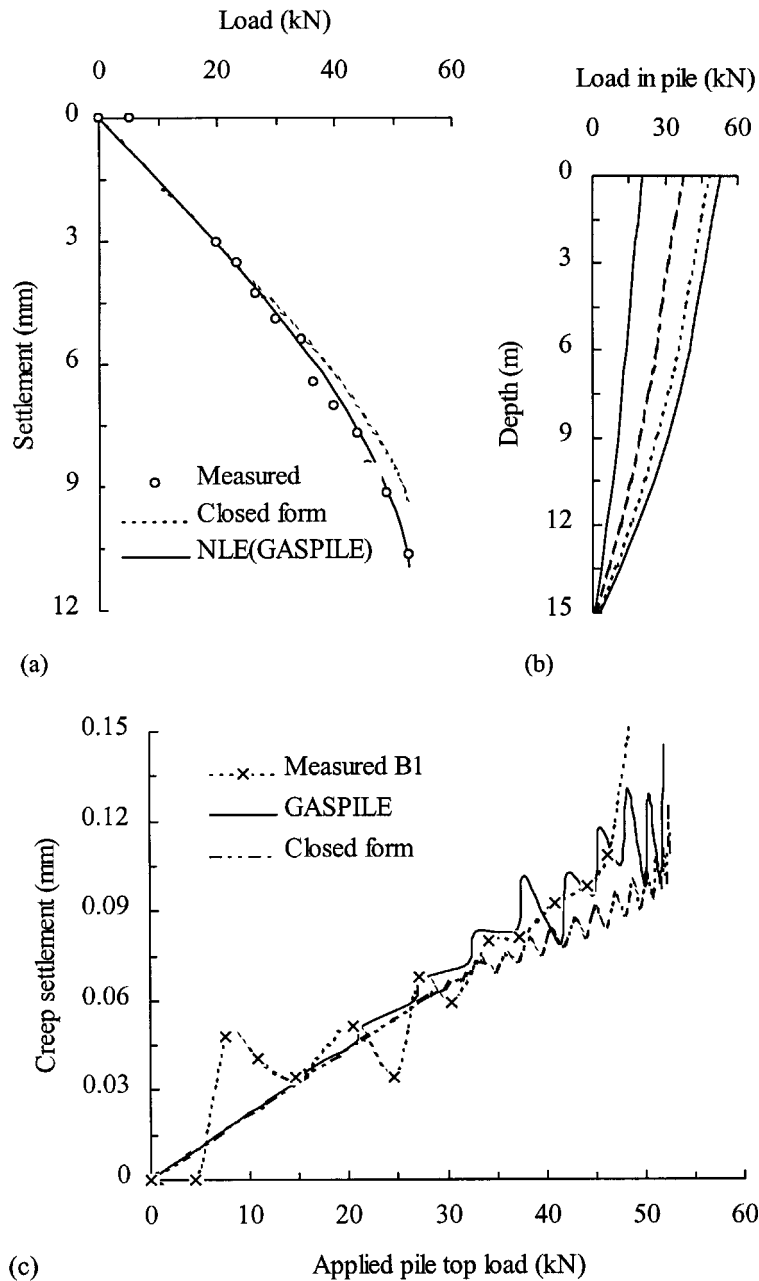 Load (kN)
0 20 40 60
0
3
6
9
12
Settlement (mm)
Measured
Closed form
NLE(GASPILE)
(a)
Load in pile (kN)
0 30 60
0
3
6
9
12
15
Depth (m)
(b)
0.15
0.12
0.09
0.06
0.03
0
Creep settlement (mm)
Measured B1
GASPILE
Closed form
0 10 20 30 40 50 60
Applied pile top load (kN)
(c)